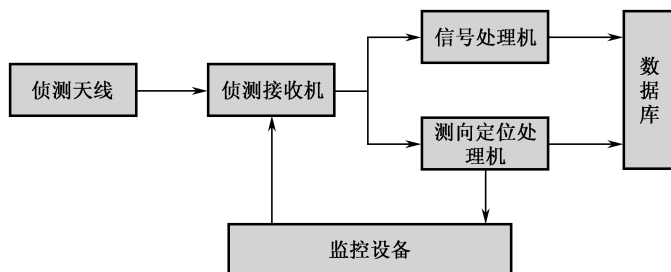 信号处理机
侦测天线
侦测接收机
数
据
库
测向定位处
理机
监控设备